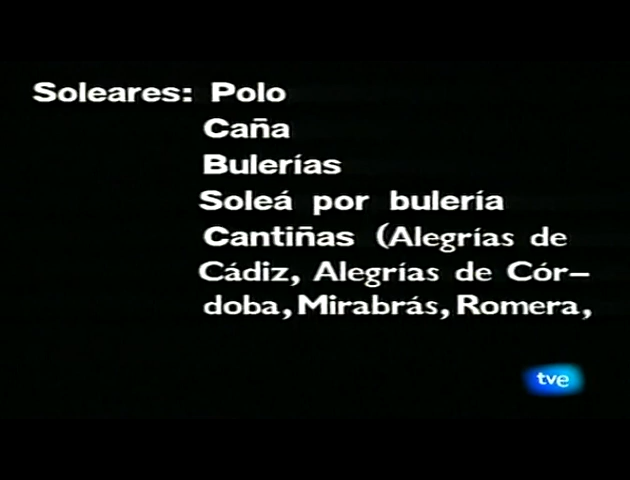 Soleares: Polo
Caña
Bulerías
Soleá por bulería
Cantiñas (Alegrías de
Cádiz, Alegrías de Cór–
doba, Mirabrás, Romera,
tve